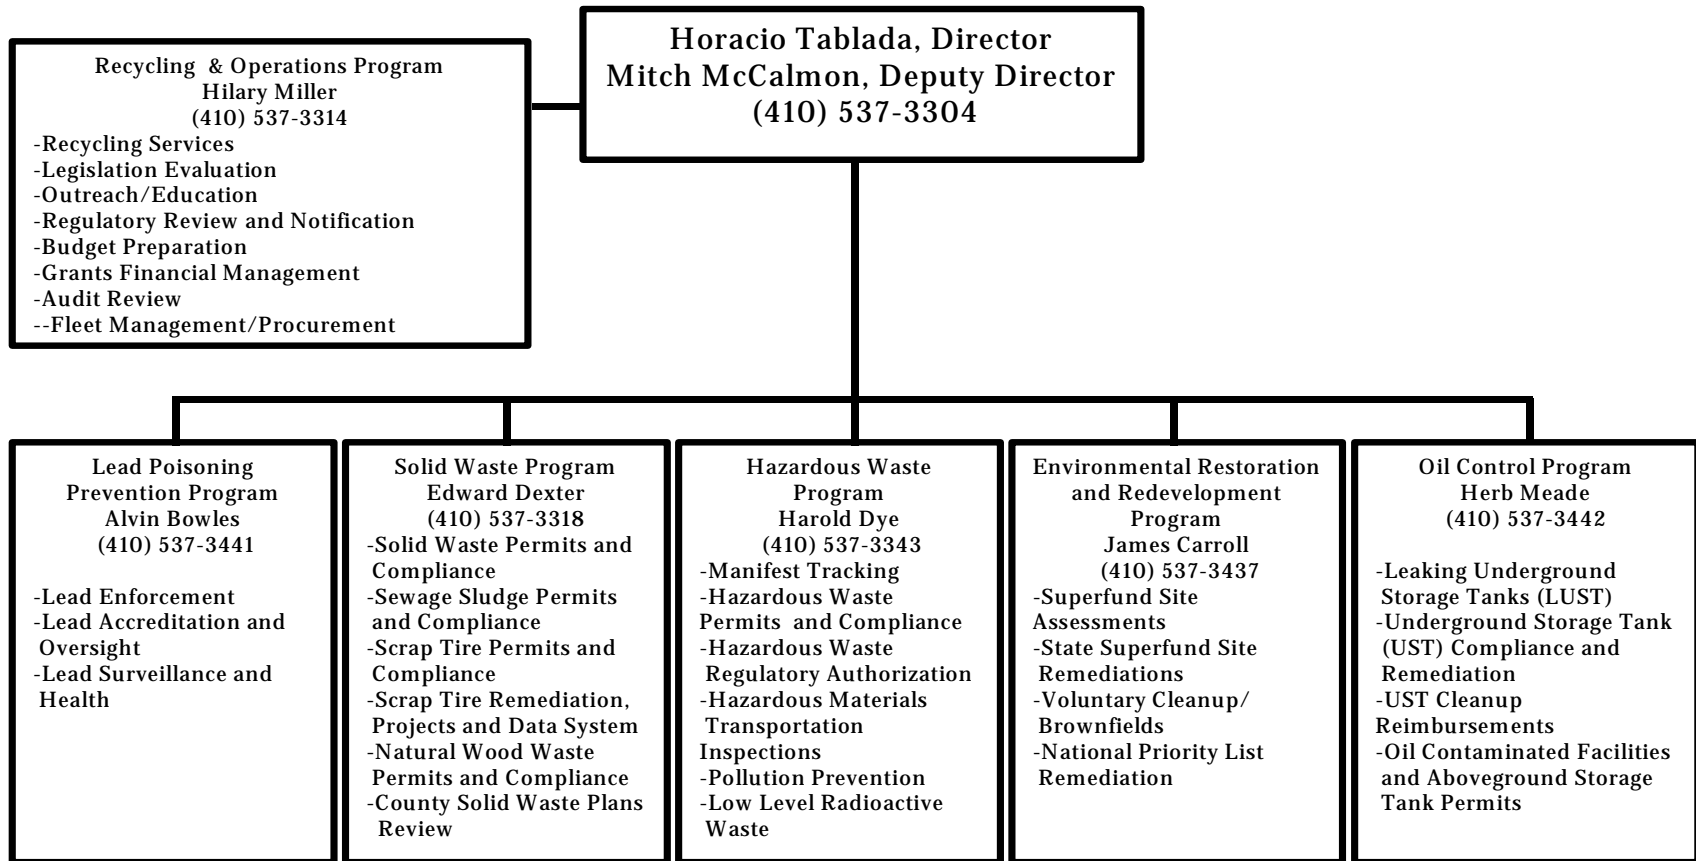 Horacio Tablada, Director
Mitch McCalmon, Deputy Director
(410) 537-3304
Recycling & Operations Program
Hilary Miller
(410) 537-3314
-Recycling Services
-Legislation Evaluation
-Outreach/Education
-Regulatory Review and Notification
-Budget Preparation
-Grants Financial Management
-Audit Review
--Fleet Management/Procurement
Lead Poisoning
Prevention Program
Alvin Bowles
(410) 537-3441
-Lead Enforcement
-Lead Accreditation and
Oversight
-Lead Surveillance and
Health
Solid Waste Program
Edward Dexter
(410) 537-3318
-Solid Waste Permits and
Compliance
-Sewage Sludge Permits
and Compliance
-Scrap Tire Permits and
Compliance
-Scrap Tire Remediation,
Projects and Data System
-Natural Wood Waste
Permits and Compliance
-County Solid Waste Plans
Review
Hazardous Waste
Program
Harold Dye
(410) 537-3343
-Manifest Tracking
-Hazardous Waste
Permits and Compliance
-Hazardous Waste
Regulatory Authorization
-Hazardous Materials
Transportation
Inspections
-Pollution Prevention
-Low Level Radioactive
Waste
Environmental Restoration
and Redevelopment
Program
James Carroll
(410) 537-3437
-Superfund Site
Assessments
-State Superfund Site
Remediations
-Voluntary Cleanup/
Brownfields
-National Priority List
Remediation
Oil Control Program
Herb Meade
(410) 537-3442
-Leaking Underground
Storage Tanks (LUST)
-Underground Storage Tank
(UST) Compliance and
Remediation
-UST Cleanup
Reimbursements
-Oil Contaminated Facilities
and Aboveground Storage
Tank Permits